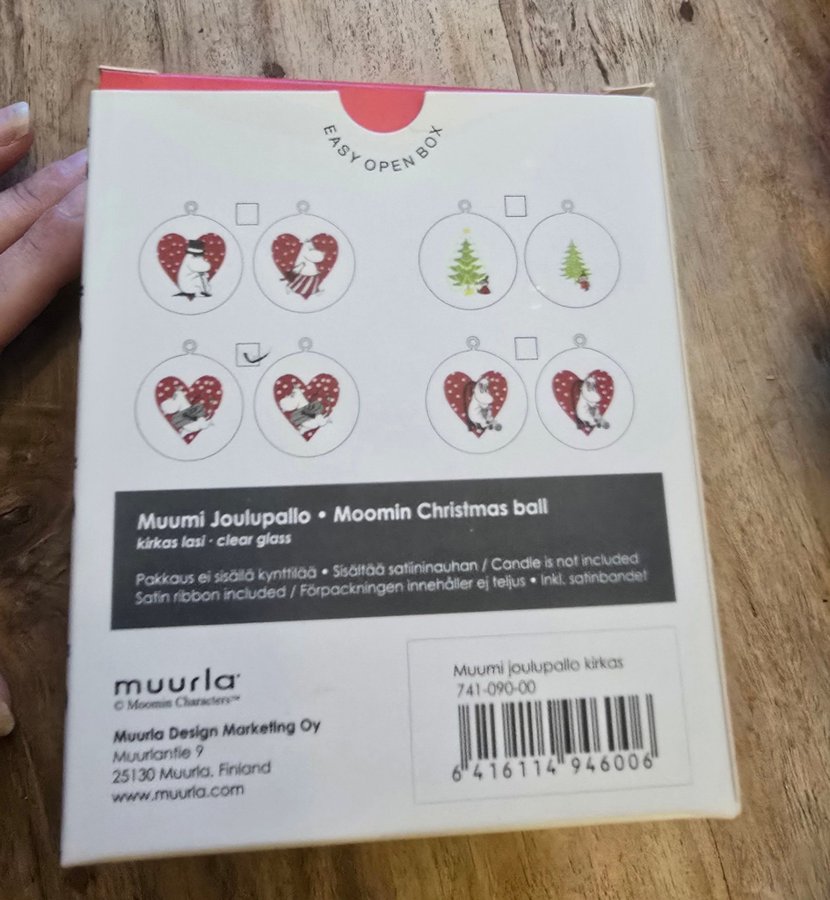 EASY OPEN BOX
Muumi Joulupallo • Moomin Christmas ball
kirkas lasi · clear glass
Pakkaus ei sisällä kynttilää • Sisältää satiininauhan / Candle is not included
Satin ribbon included / Förpackningen innehåller ej teljus • Inkl. satinbandet
muurla
© Moomin Characters™
Muurla Design Marketing Oy
Muurlantie 9
25130 Muurla, Finland
www.muurla.com
Muumi joulupallo kirkas
741-090-00
6 416114 946006